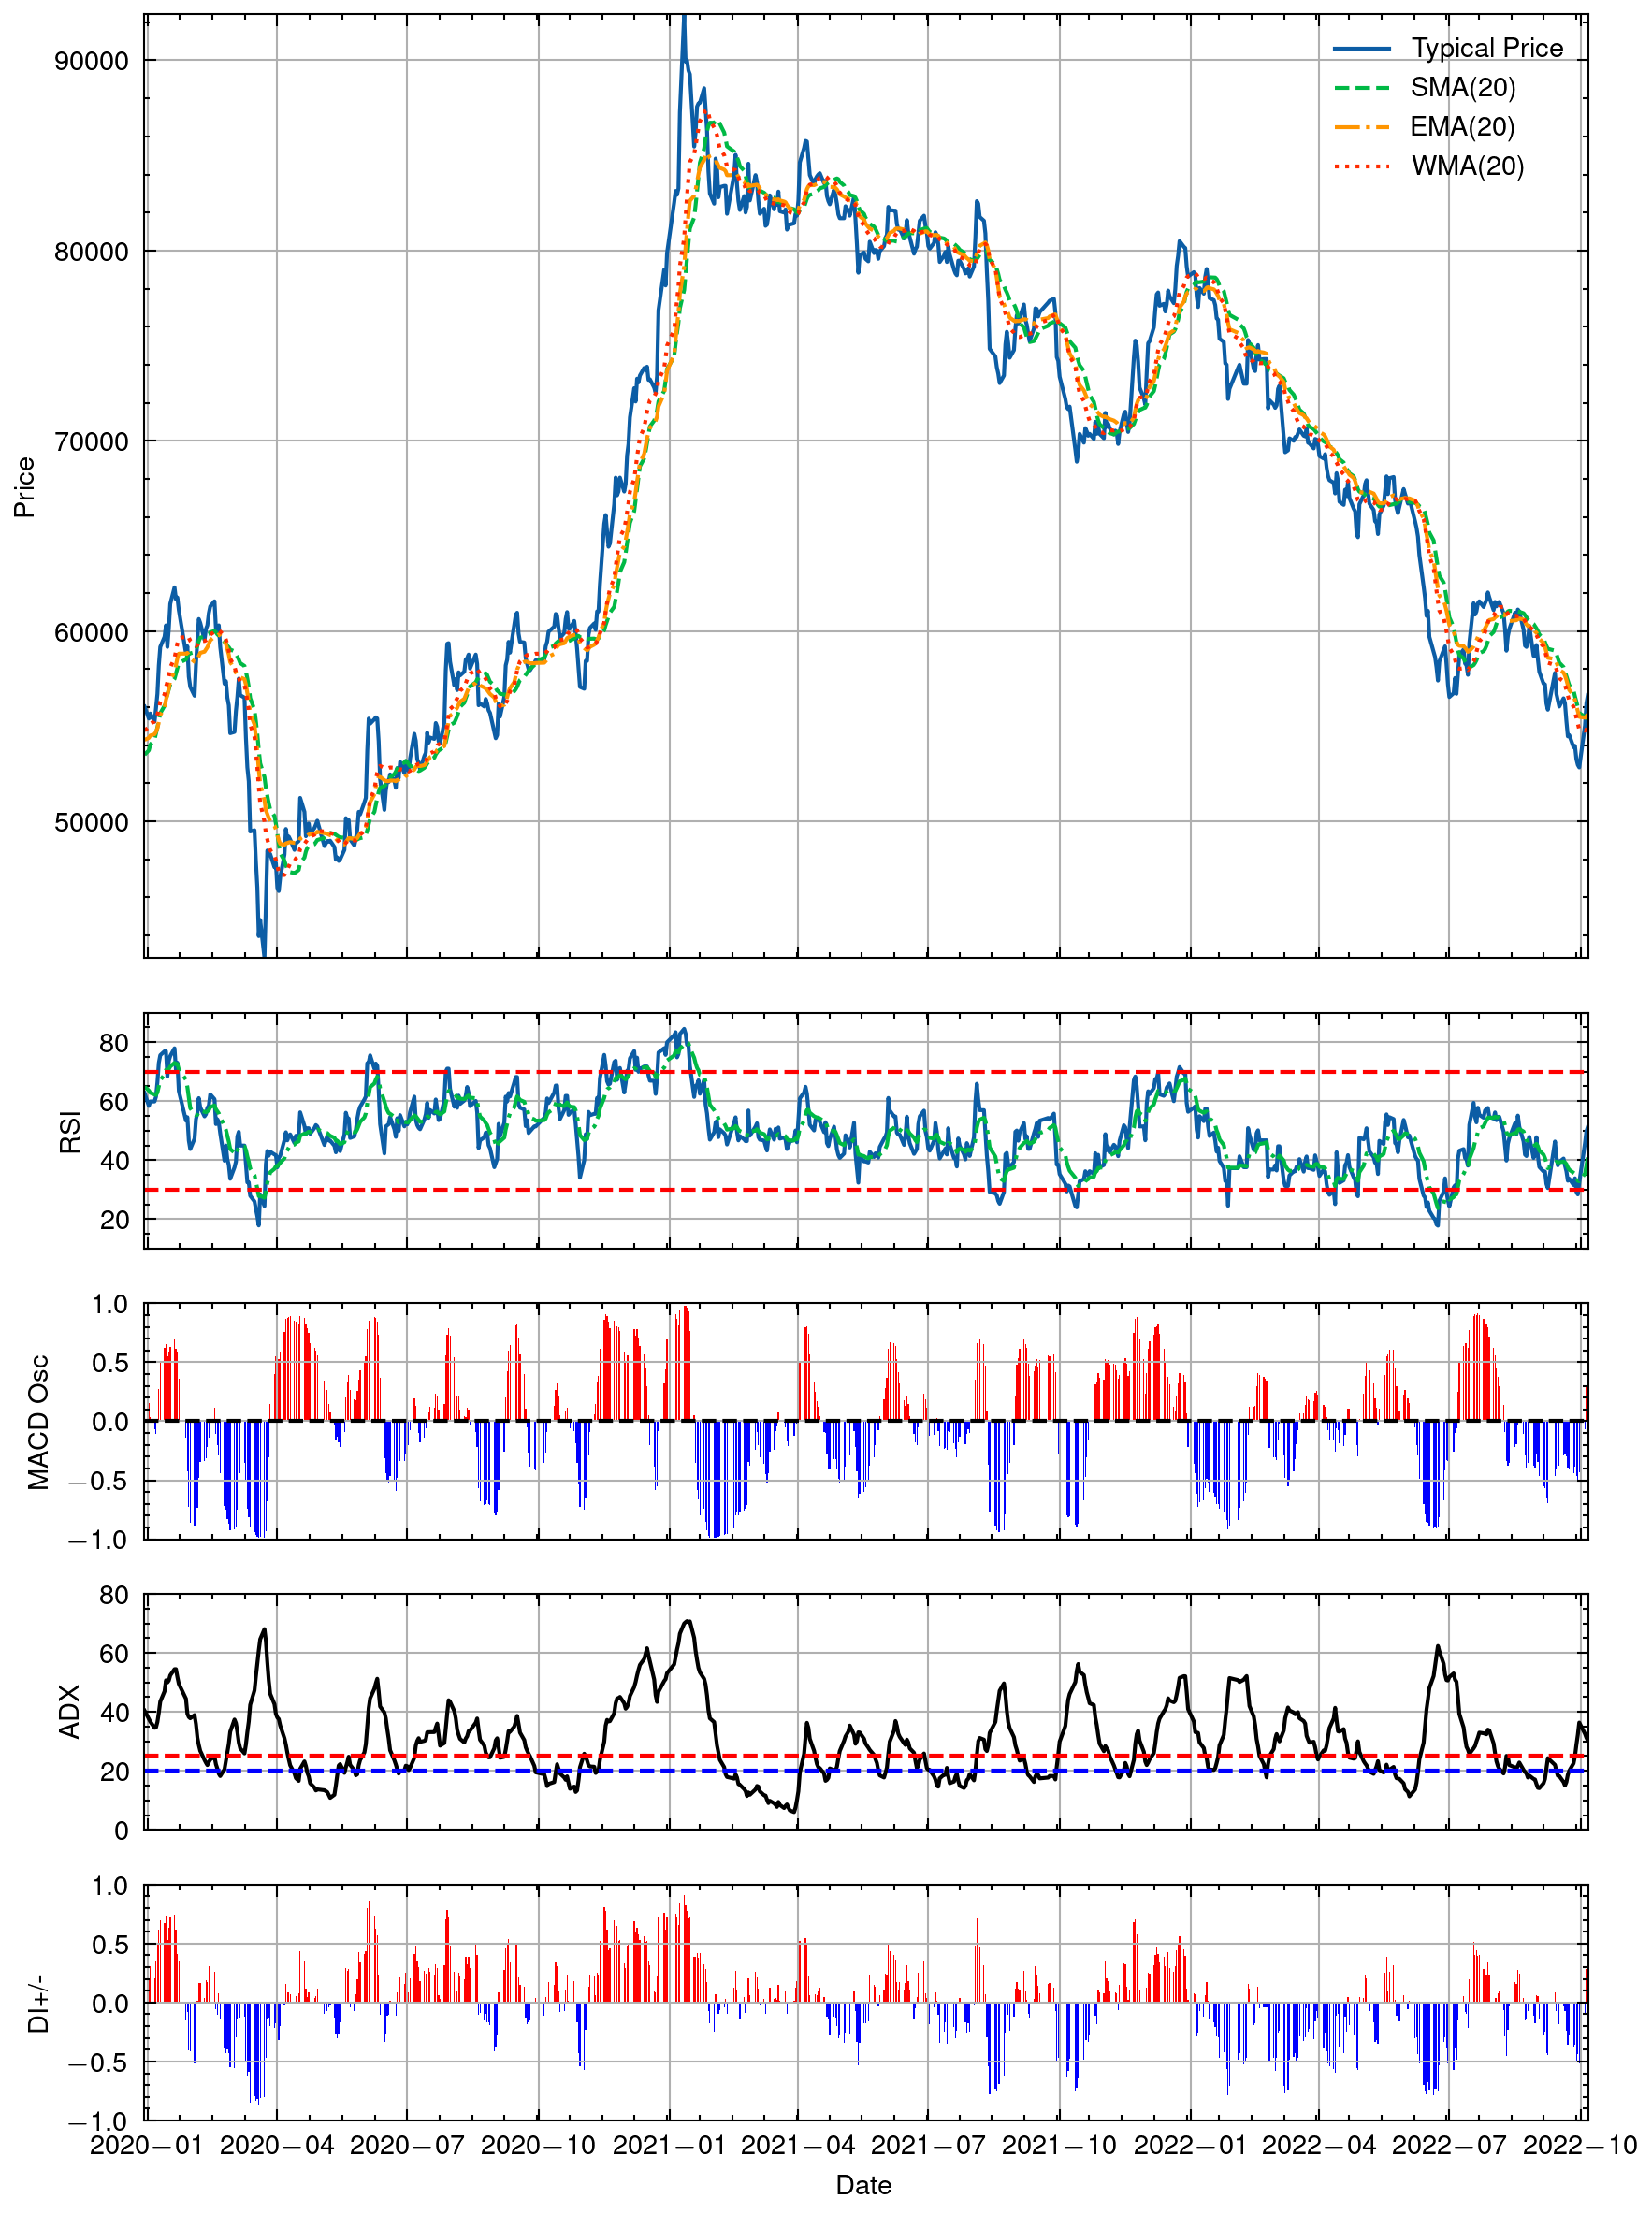 90000
80000
70000
60000
50000
Price
Typical Price
SMA(20)
EMA(20)
WMA(20)
80
60
40
20
RSI
1.0
0.5
0.0
−0.5
−1.0
MACD Osc
80
60
40
20
0
ADX
1.0
0.5
0.0
−0.5
−1.0
DI+/-
2020−01 2020−04 2020−07 2020−10 2021−01 2021−04 2021−07 2021−10 2022−01 2022−04 2022−07 2022−10
Date